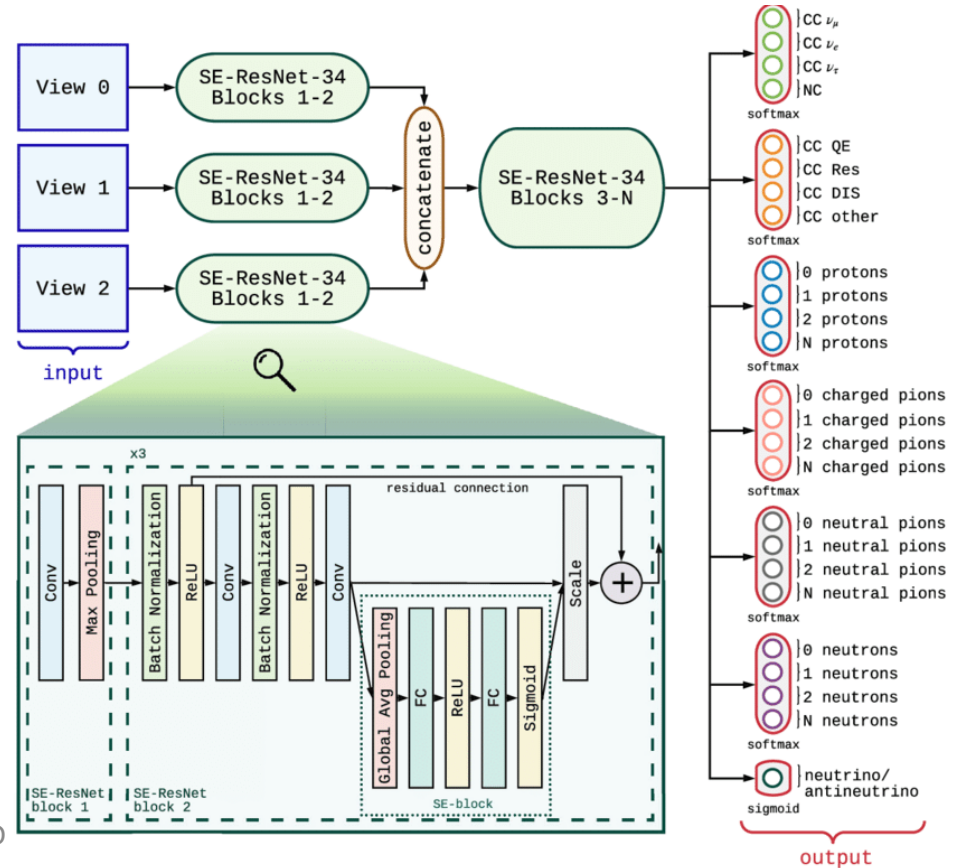 View 0
SE-ResNet-34
Blocks 1-2
View 1
SE-ResNet-34
Blocks 1-2
View 2
SE-ResNet-34
Blocks 1-2
input
concatenate
SE-ResNet-34
Blocks 3-N
CC νμ
CC νe
CC ντ
NC
softmax
CC QE
CC Res
CC DIS
CC other
softmax
0 protons
1 protons
2 protons
N protons
softmax
0 charged pions
1 charged pions
2 charged pions
N charged pions
softmax
0 neutral pions
1 neutral pions
2 neutral pions
N neutral pions
softmax
0 neutrons
1 neutrons
2 neutrons
N neutrons
softmax
neutrino/
antineutrino
sigmoid
output
x3
residual connection
Conv
Max Pooling
Batch Normalization
ReLU
Conv
Batch Normalization
ReLU
Conv
Global Avg Pooling
FC
ReLU
FC
Sigmoid
Scale
+
SE-block
SE-ResNet
block 1
SE-ResNet
block 2